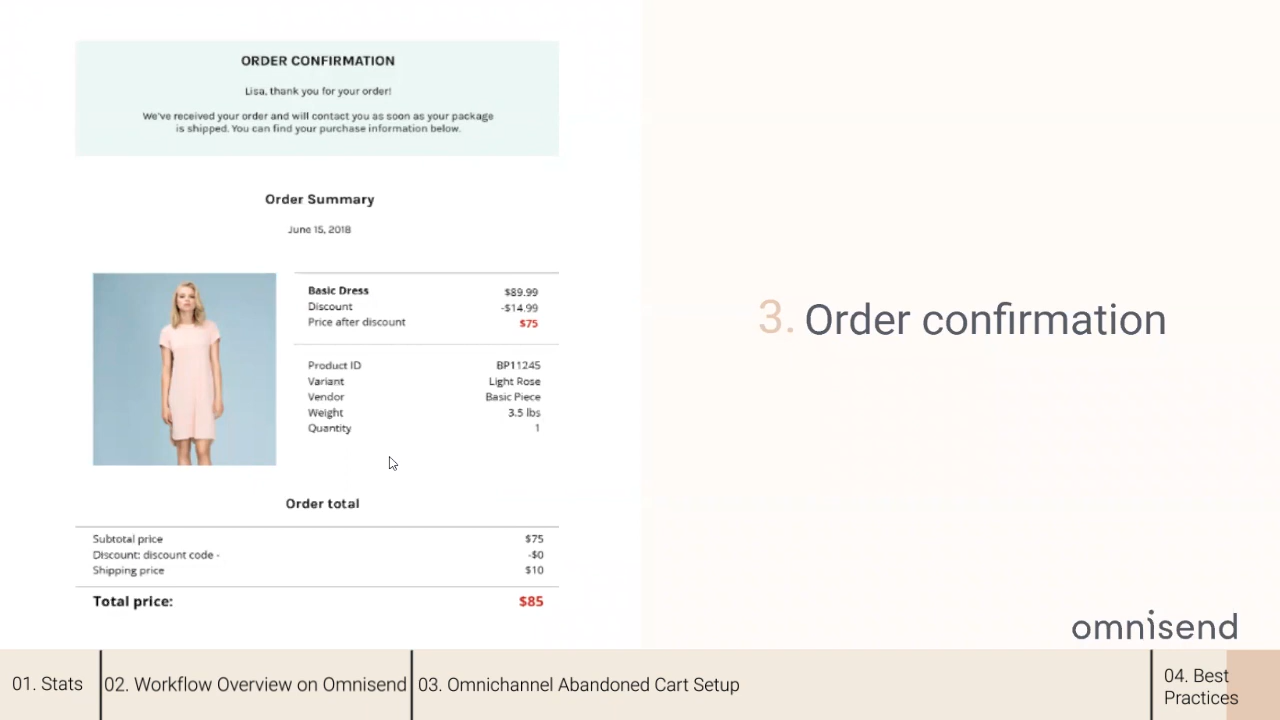 ORDER CONFIRMATION
Lisa, thank you for your order!
We've received your order and will contact you as soon as your package
is shipped. You can find your purchase information below.
Order Summary
June 15, 2018
Basic Dress $89.99
Discount -$14.99
Price after discount $75
Product ID BP11245
Variant Light Rose
Vendor Basic Piece
Weight 3.5 lbs
Quantity 1
Order total
Subtotal price $75
Discount: discount code - -$0
Shipping price $10
Total price: $85
3. Order confirmation
omnisend
01. Stats
02. Workflow Overview on Omnisend
03. Omnichannel Abandoned Cart Setup
04. Best
Practices